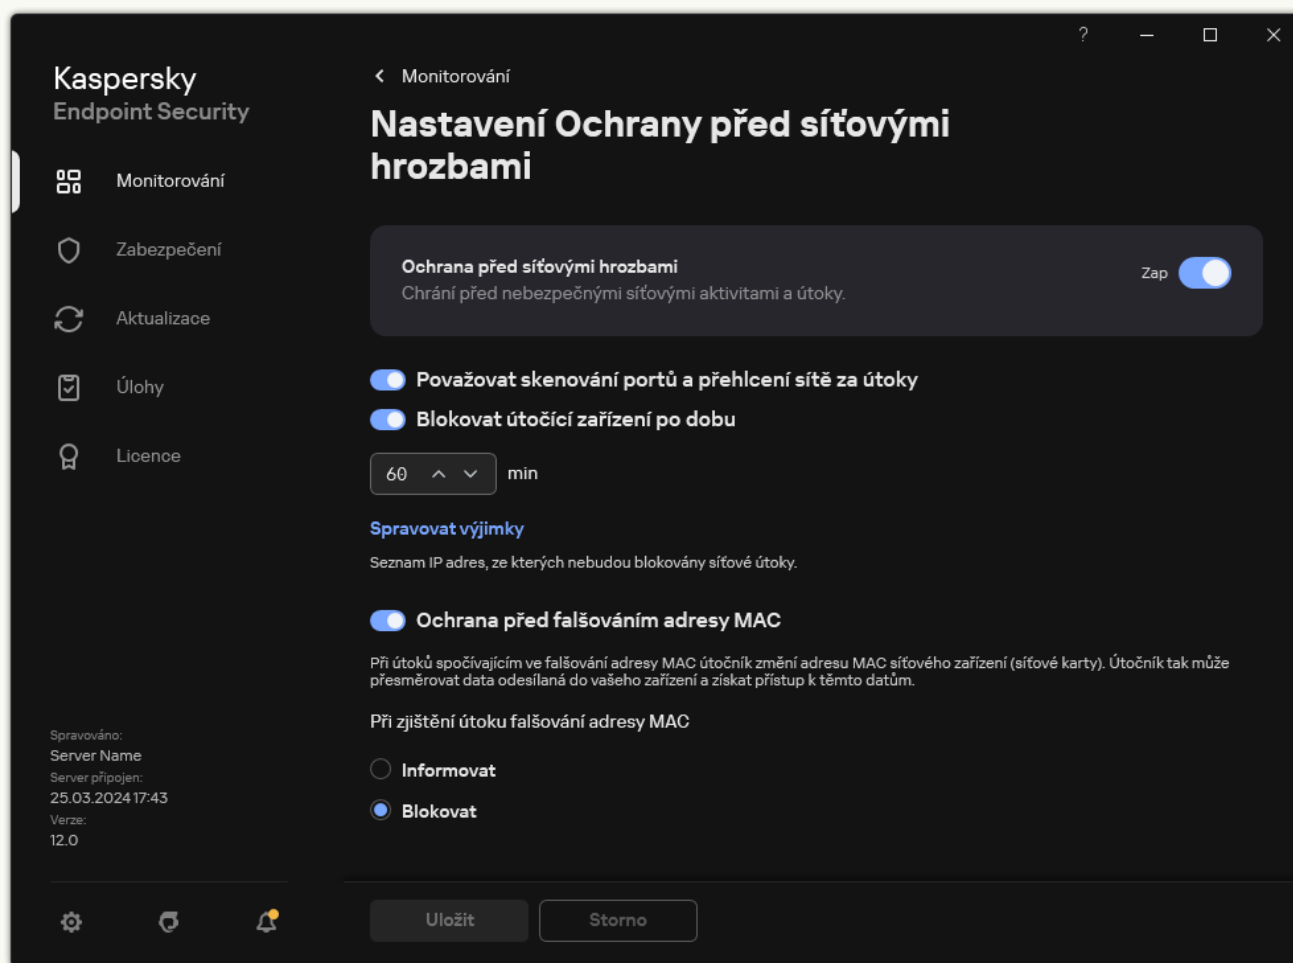 ?
Kaspersky
Endpoint Security
Monitorování
Zabezpečení
Aktualizace
Úlohy
Licence
Spravováno:
Server Name
Server připojen:
25.03.2024 17:43
Verze:
12.0
Monitorování
Nastavení Ochrany před síťovými
hrozbami
Ochrana před síťovými hrozbami
Chrání před nebezpečnými síťovými aktivitami a útoky.
Zap
Považovat skenování portů a přehlcení sítě za útoky
Blokovat útočící zařízení po dobu
60 min
Spravovat výjimky
Seznam IP adres, ze kterých nebudou blokovány síťové útoky.
Ochrana před falšováním adresy MAC
Při útoků spočívajícím ve falšování adresy MAC útočník změní adresu MAC síťového zařízení (síťové karty). Útočník tak může
přesměrovat data odesílaná do vašeho zařízení a získat přístup k těmto datům.
Při zjištění útoku falšování adresy MAC
Informovat
Blokovat
Uložit
Storno